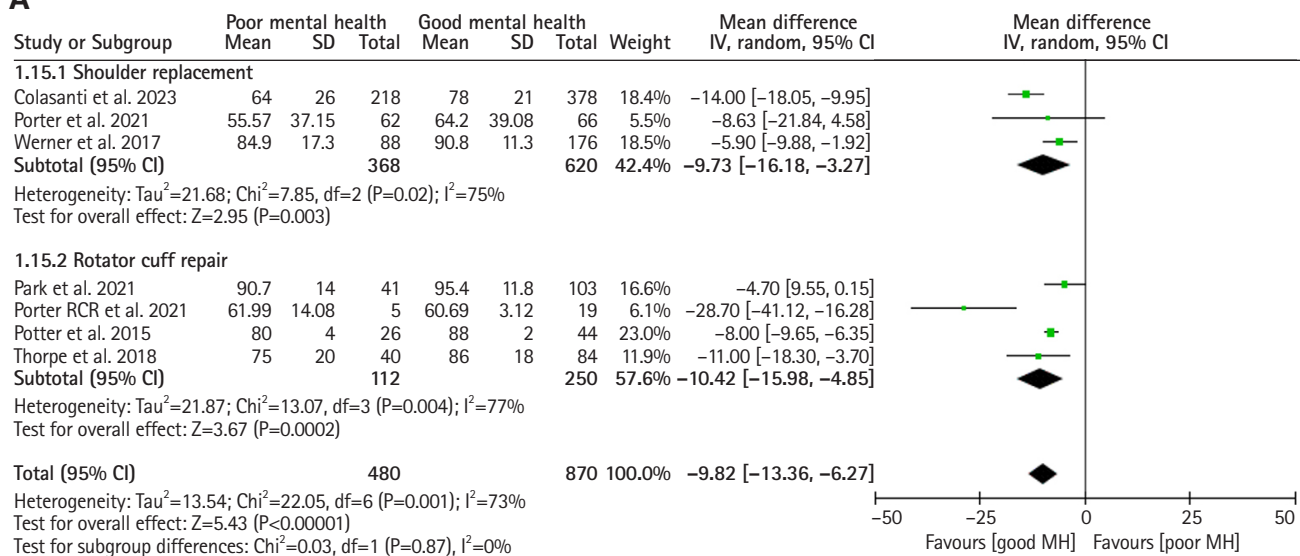 A
Poor mental health Good mental health Mean difference Mean difference
Study or Subgroup Mean SD Total Mean SD Total Weight IV, random, 95% CI IV, random, 95% CI
1.15.1 Shoulder replacement
Colasanti et al. 2023 64 26 218 78 21 378 18.4% −14.00 [−18.05, −9.95]
Porter et al. 2021 55.57 37.15 62 64.2 39.08 66 5.5% −8.63 [−21.84, 4.58]
Werner et al. 2017 84.9 17.3 88 90.8 11.3 176 18.5% −5.90 [−9.88, −1.92]
Subtotal (95% CI) 368 620 42.4% −9.73 [−16.18, −3.27]
Heterogeneity: Tau²=21.68; Chi²=7.85, df=2 (P=0.02); I²=75%
Test for overall effect: Z=2.95 (P=0.003)
1.15.2 Rotator cuff repair
Park et al. 2021 90.7 14 41 95.4 11.8 103 16.6% −4.70 [9.55, 0.15]
Porter RCR et al. 2021 61.99 14.08 5 60.69 3.12 19 6.1% −28.70 [−41.12, −16.28]
Potter et al. 2015 80 4 26 88 2 44 23.0% −8.00 [−9.65, −6.35]
Thorpe et al. 2018 75 20 40 86 18 84 11.9% −11.00 [−18.30, −3.70]
Subtotal (95% CI) 112 250 57.6% −10.42 [−15.98, −4.85]
Heterogeneity: Tau²=21.87; Chi²=13.07, df=3 (P=0.004); I²=77%
Test for overall effect: Z=3.67 (P=0.0002)
Total (95% CI) 480 870 100.0% −9.82 [−13.36, −6.27]
Heterogeneity: Tau²=13.54; Chi²=22.05, df=6 (P=0.001); I²=73%
Test for overall effect: Z=5.43 (P<0.00001)
Test for subgroup differences: Chi²=0.03, df=1 (P=0.87), I²=0%
−50 −25 0 25 50
Favours [good MH] Favours [poor MH]